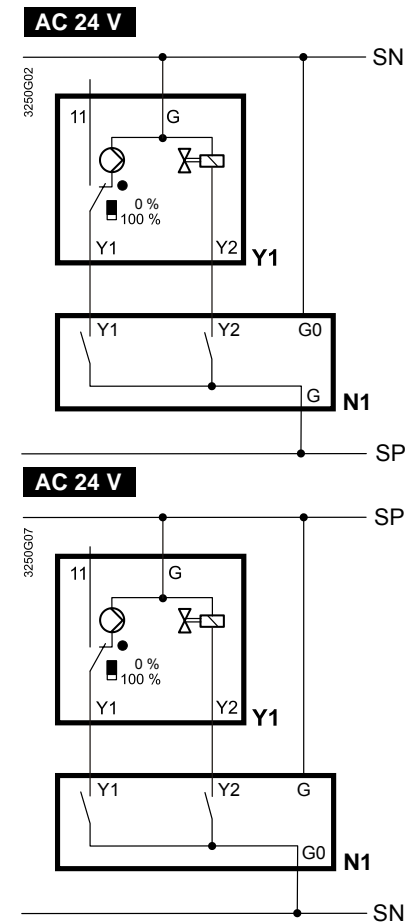 AC 24 V
SN
3250G02
11 G
0 %
100 %
Y1 Y2 Y1
Y1 Y2 G0
G N1
SP
AC 24 V
SP
3250G07
11 G
0 %
100 %
Y1 Y2 Y1
Y1 Y2 G
G0 N1
SN